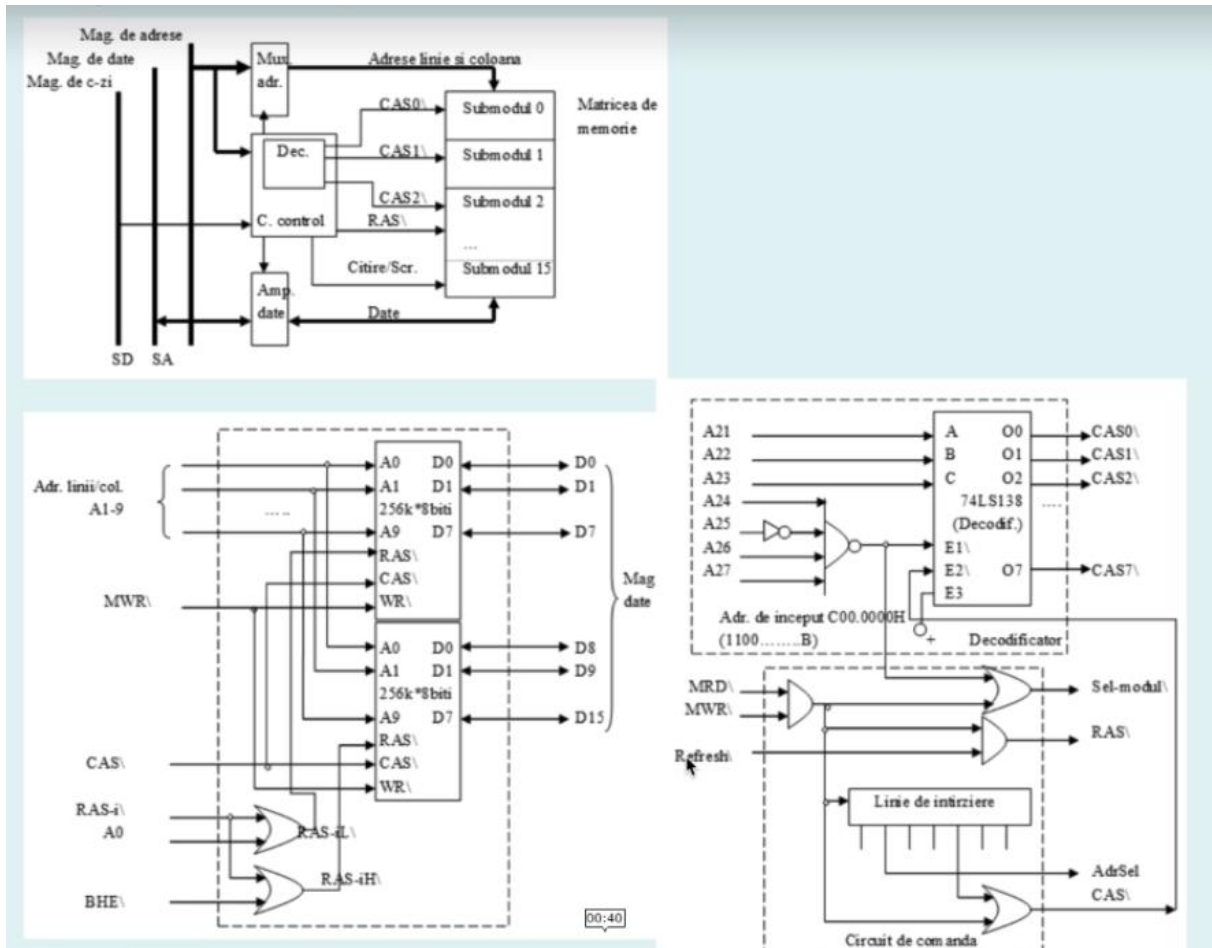 Mag. de adrese
Mag. de date
Mag. de c-zi
Mux.
adr.
Adrese linie si coloana
CAS0\
Submodul 0
Matricea de
memorie
Dec.
CAS1\
Submodul 1
CAS2\
Submodul 2
C. control
RAS\
...
Citire/Scr.
Submodul 15
Amp.
date
Date
SD
SA
Adr. linii/col.
A1-9
.....
A0
D0
D0
A1
D1
D1
256k*8biti
A9
D7
D7
RAS\
CAS\
MWR\
WR\
Mag
date
A0
D0
D8
A1
D1
D9
256k*8biti
A9
D7
D15
RAS\
CAS\
CAS\
WR\
RAS-i\
A0
RAS-iL\
RAS-iH\
BHE\
00:40
A21
A
O0
CAS0\
A22
B
O1
CAS1\
A23
C
O2
CAS2\
A24
74LS138
....
A25
(Decodif.)
A26
E1\
A27
E2\
O7
CAS7\
E3
Adr. de inceput C00.0000H
(1100........B)
+
Decodificator
MRD\
Sel-modul\
MWR\
RAS\
Refresh\
Linie de intirziere
AdrSel
CAS\
Circuit de comanda